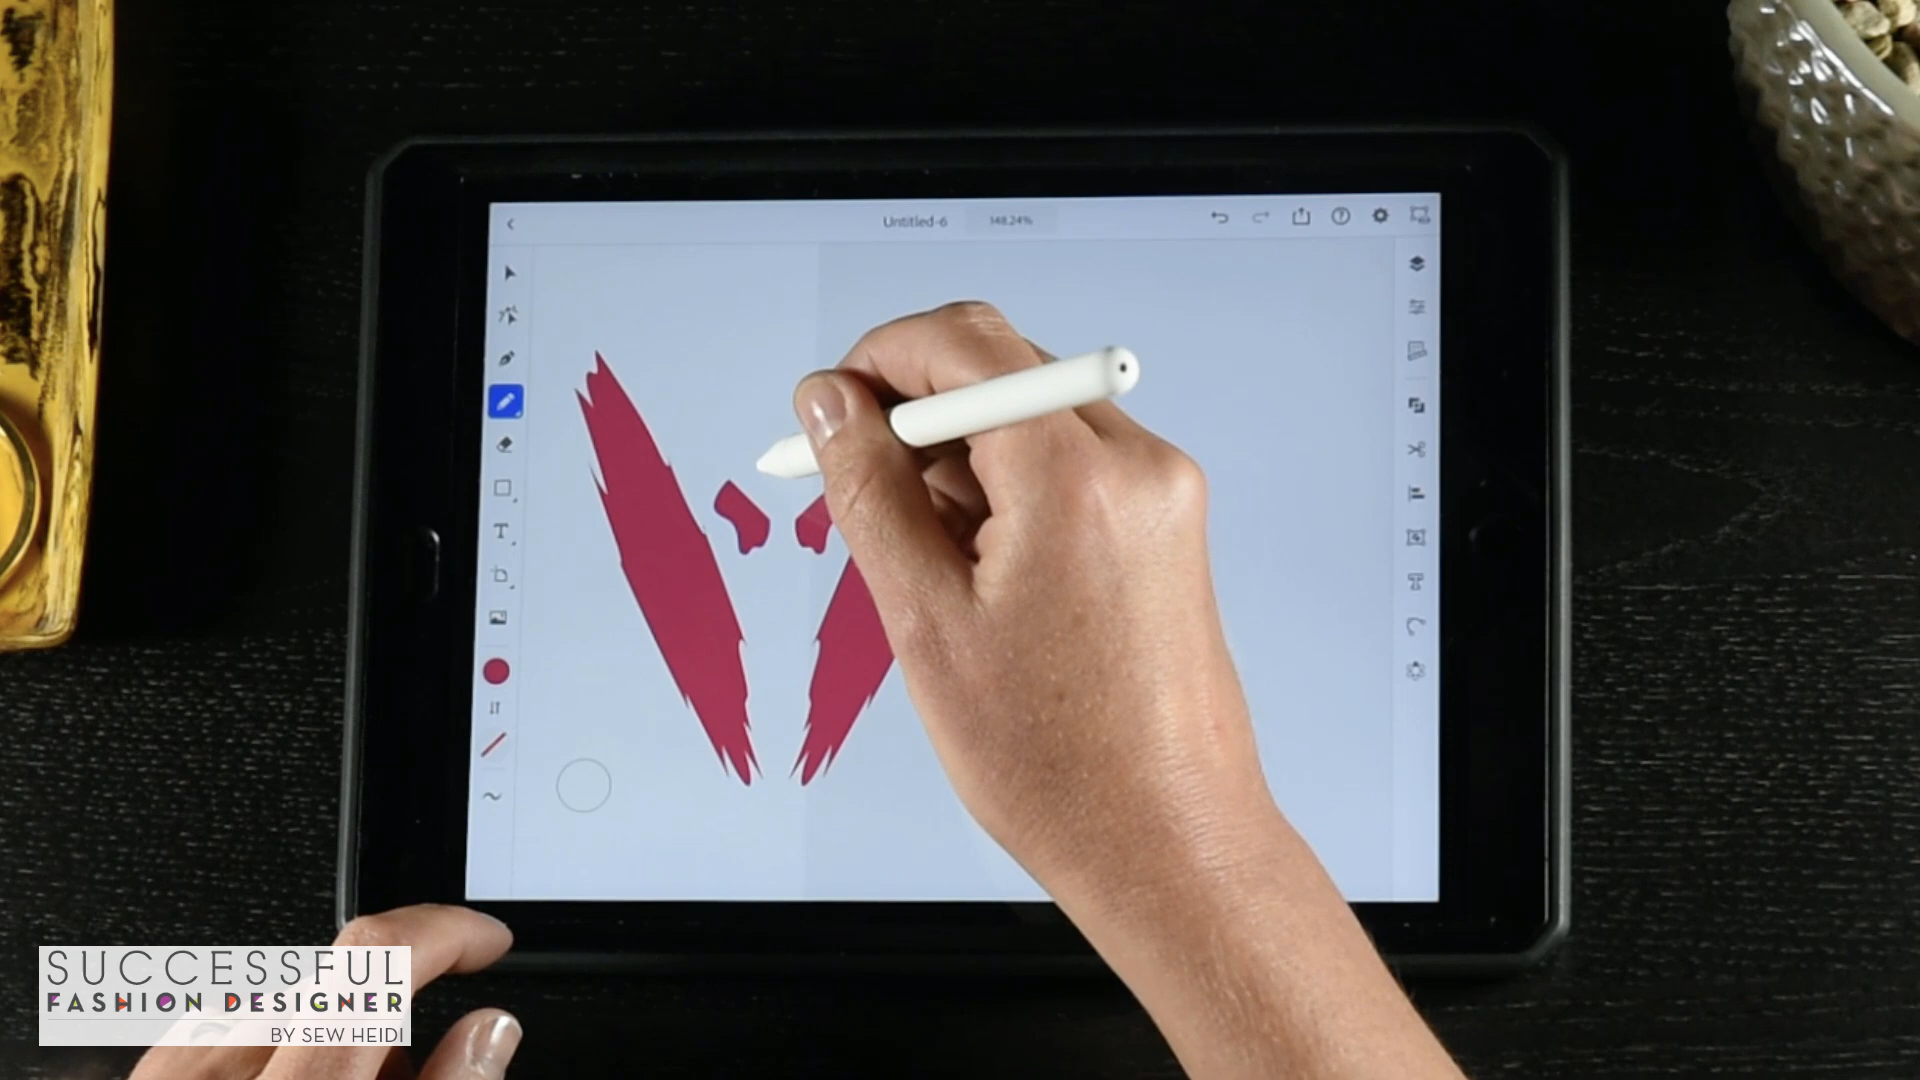 Untitled-6 148.24%
T
SUCCESSFUL
FASHION DESIGNER
BY SEW HEIDI